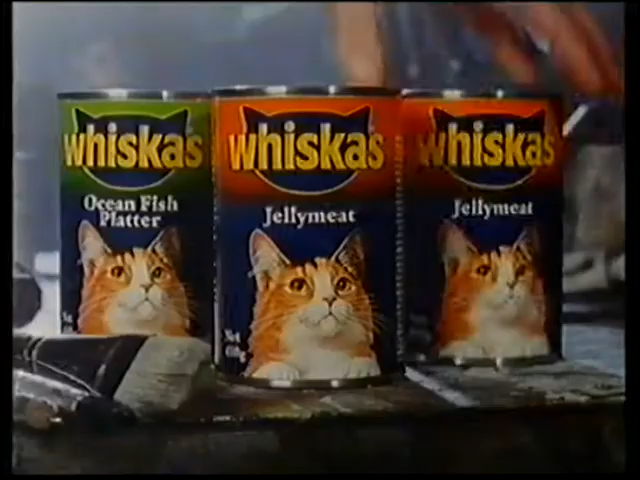 whiskas
Ocean Fish
Platter
whiskas
Jellymeat
whiskas
Jellymeat